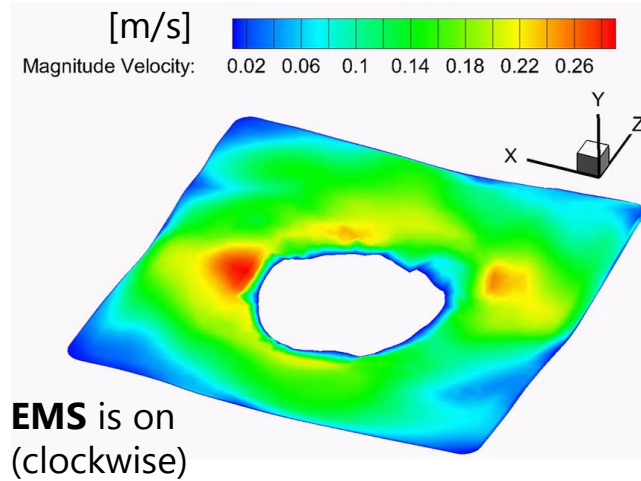 [m/s]
Magnitude Velocity: 0.02 0.06 0.1 0.14 0.18 0.22 0.26
Y
Z
X
EMS is on
(clockwise)